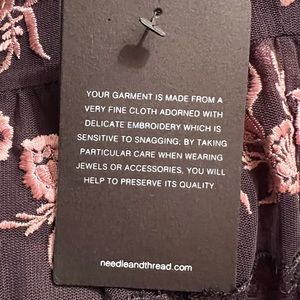 YOUR GARMENT IS MADE FROM A
VERY FINE CLOTH ADORNED WITH
DELICATE EMBROIDERY WHICH IS
SENSITIVE TO SNAGGING; BY TAKING
PARTICULAR CARE WHEN WEARING
JEWELS OR ACCESSORIES, YOU WILL
HELP TO PRESERVE ITS QUALITY.
needleandthread.com